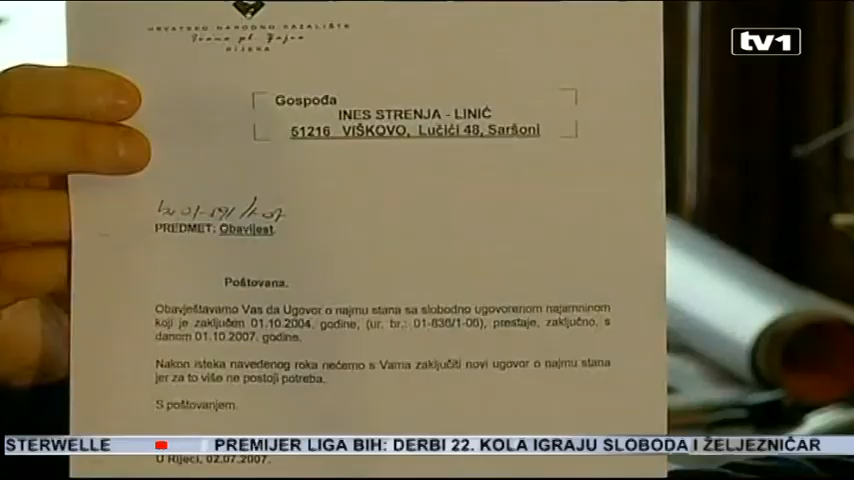 HRVATSKO NARODNO KAZALIŠTE
Ivana pl. Zajca
RIJEKA
tv1
Gospođa
INES STRENJA - LINIĆ
51216 VIŠKOVO, Lučići 48, Saršoni
PREDMET: Obavijest.
Poštovana.
Obavještavamo Vas da Ugovor o najmu stana sa slobodno ugovorenom najamninom
koji je zaključen 01.10.2004. godine, (ur. br.: 01-836/1-06), prestaje, zaključno, s
danom 01.10.2007. godine.
Nakon isteka navedenog roka nećemo s Vama zaključiti novi ugovor o najmu stana
jer za to više ne postoji potreba.
S poštovanjem.
STERWELLE PREMIJER LIGA BIH: DERBI 22. KOLA IGRAJU SLOBODA I ŽELJEZNIČAR
U Rijeci, 02.07.2007.